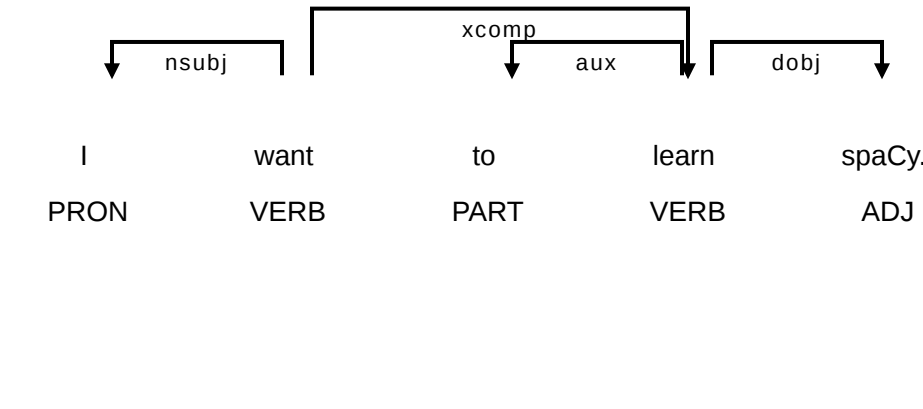 xcomp
nsubj aux dobj
I want to learn spaCy.
PRON VERB PART VERB ADJ